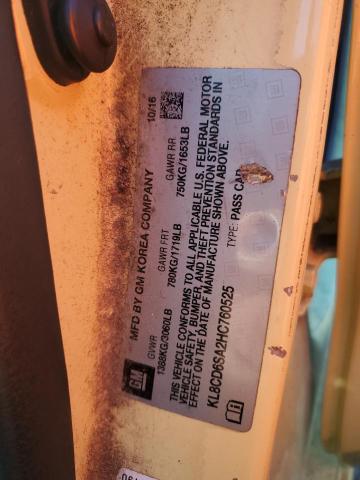 MFD BY GM KOREA COMPANY 10/16
GVWR GAWR FRT GAWR RR
1388KG/3060LB 780KG/1719LB 750KG/1653LB
THIS VEHICLE CONFORMS TO ALL APPLICABLE U.S. FEDERAL MOTOR
VEHICLE SAFETY, BUMPER, AND THEFT PREVENTION STANDARDS IN
EFFECT ON THE DATE OF MANUFACTURE SHOWN ABOVE.
KL8CD6SA2HC760525 TYPE: PASS CAR
GM